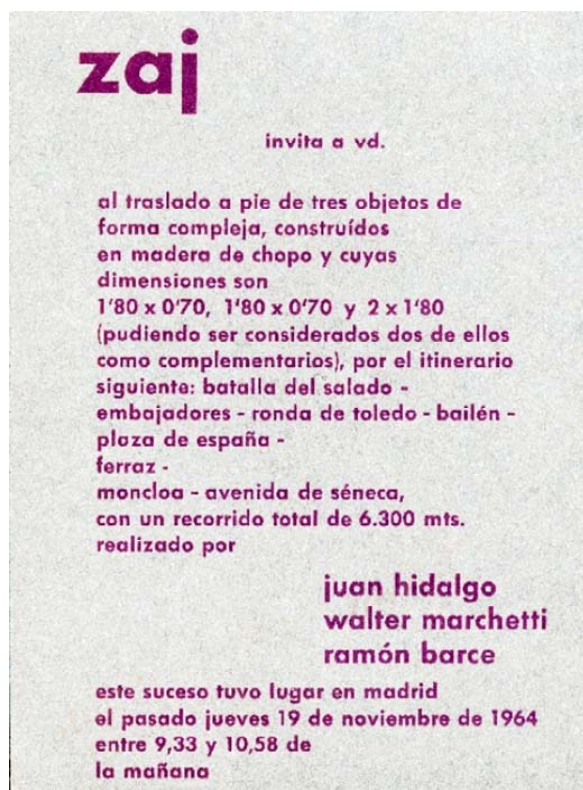 zaj
invita a vd.
al traslado a pie de tres objetos de
forma compleja, construídos
en madera de chopo y cuyas
dimensiones son
1'80 x 0'70, 1'80 x 0'70 y 2 x 1'80
(pudiendo ser considerados dos de ellos
como complementarios), por el itinerario
siguiente: batalla del salado -
embajadores - ronda de toledo - bailén -
plaza de españa -
ferraz -
moncloa - avenida de séneca,
con un recorrido total de 6.300 mts.
realizado por
juan hidalgo
walter marchetti
ramón barce
este suceso tuvo lugar en madrid
el pasado jueves 19 de noviembre de 1964
entre 9,33 y 10,58 de
la mañana